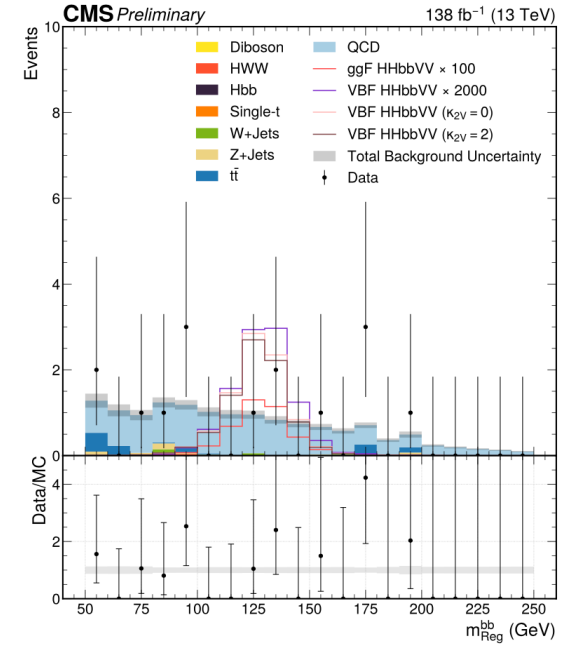 CMS Preliminary 138 fb⁻¹ (13 TeV)
Events
10
8
6
4
2
0
Diboson
HWW
Hbb
Single-t
W+Jets
Z+Jets
tt̄
QCD
ggF HHbbVV × 100
VBF HHbbVV × 2000
VBF HHbbVV (κ₂V = 0)
VBF HHbbVV (κ₂V = 2)
Total Background Uncertainty
Data
Data/MC
4
2
0
50 75 100 125 150 175 200 225 250
m^bb_Reg (GeV)